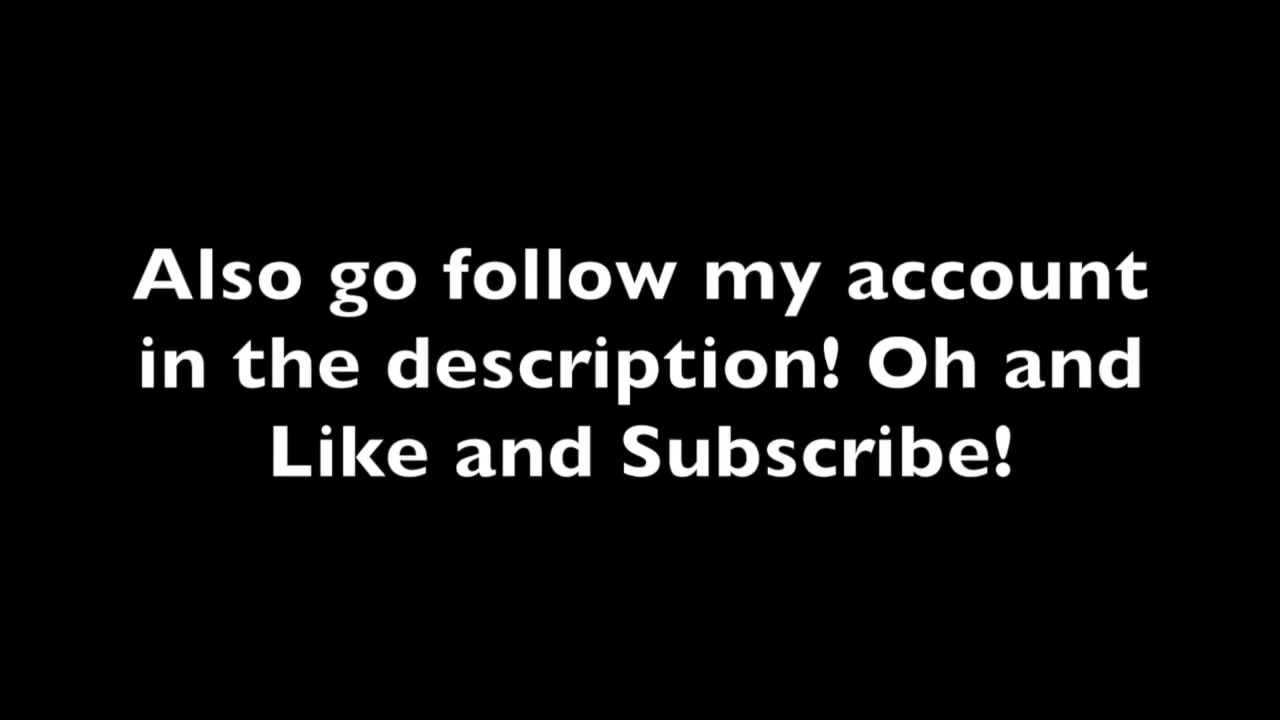 Also go follow my account
in the description! Oh and
Like and Subscribe!